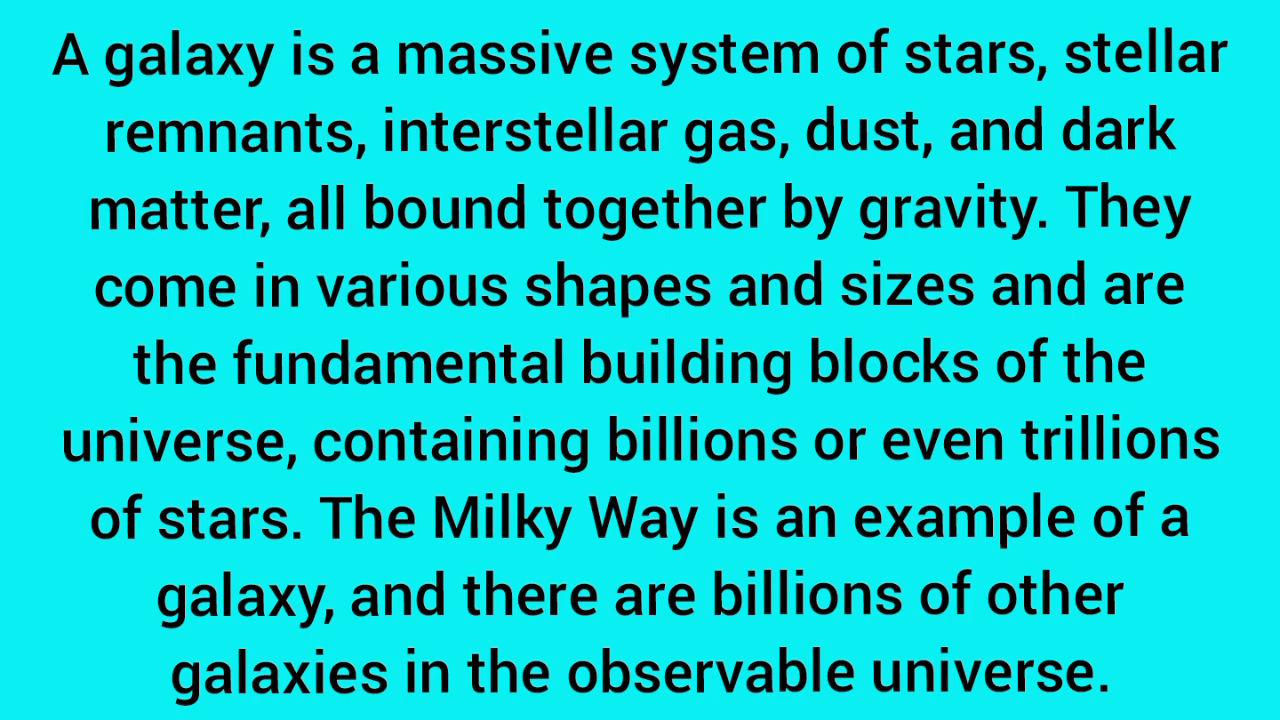 A galaxy is a massive system of stars, stellar
remnants, interstellar gas, dust, and dark
matter, all bound together by gravity. They
come in various shapes and sizes and are
the fundamental building blocks of the
universe, containing billions or even trillions
of stars. The Milky Way is an example of a
galaxy, and there are billions of other
galaxies in the observable universe.